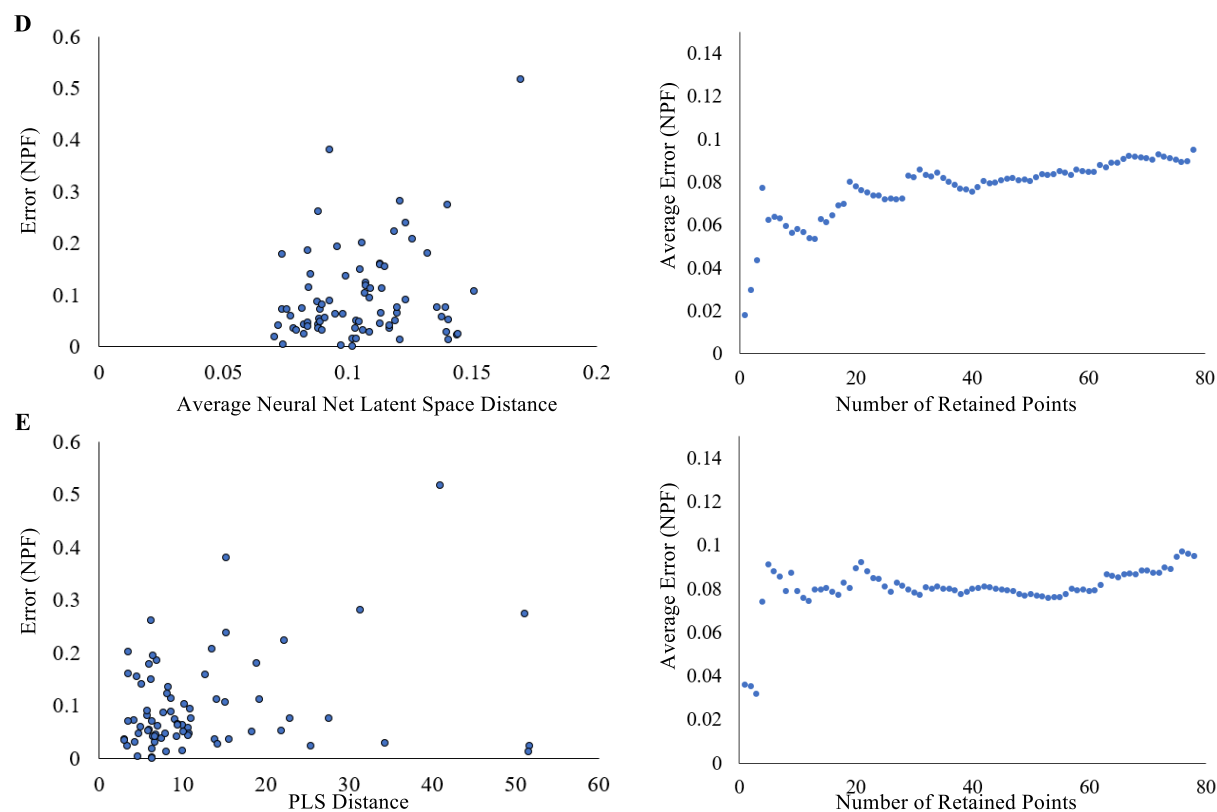 D
0.6
0.5
0.4
0.3
0.2
0.1
0
Error (NPF)
0 0.05 0.1 0.15 0.2
Average Neural Net Latent Space Distance
0.14
0.12
0.1
0.08
0.06
0.04
0.02
0
Average Error (NPF)
0 20 40 60 80
Number of Retained Points
E
0.6
0.5
0.4
0.3
0.2
0.1
0
Error (NPF)
0 10 20 30 40 50 60
PLS Distance
0.14
0.12
0.1
0.08
0.06
0.04
0.02
0
Average Error (NPF)
0 20 40 60 80
Number of Retained Points